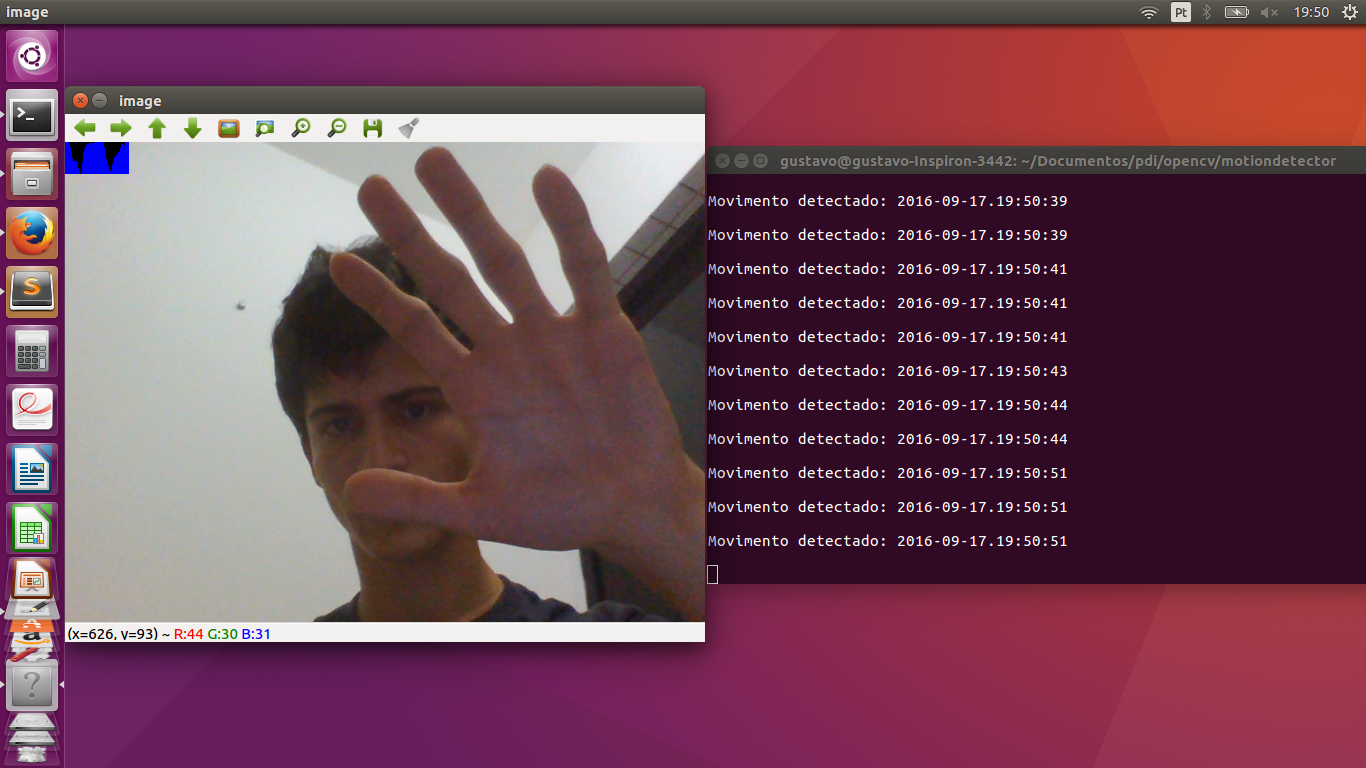 image
Pt
19:50
image
gustavo@gustavo-Inspiron-3442: ~/Documentos/pdi/opencv/motiondetector
Movimento detectado: 2016-09-17.19:50:39
Movimento detectado: 2016-09-17.19:50:39
Movimento detectado: 2016-09-17.19:50:41
Movimento detectado: 2016-09-17.19:50:41
Movimento detectado: 2016-09-17.19:50:41
Movimento detectado: 2016-09-17.19:50:43
Movimento detectado: 2016-09-17.19:50:44
Movimento detectado: 2016-09-17.19:50:44
Movimento detectado: 2016-09-17.19:50:51
Movimento detectado: 2016-09-17.19:50:51
Movimento detectado: 2016-09-17.19:50:51
(x=626, y=93) ~ R:44 G:30 B:31